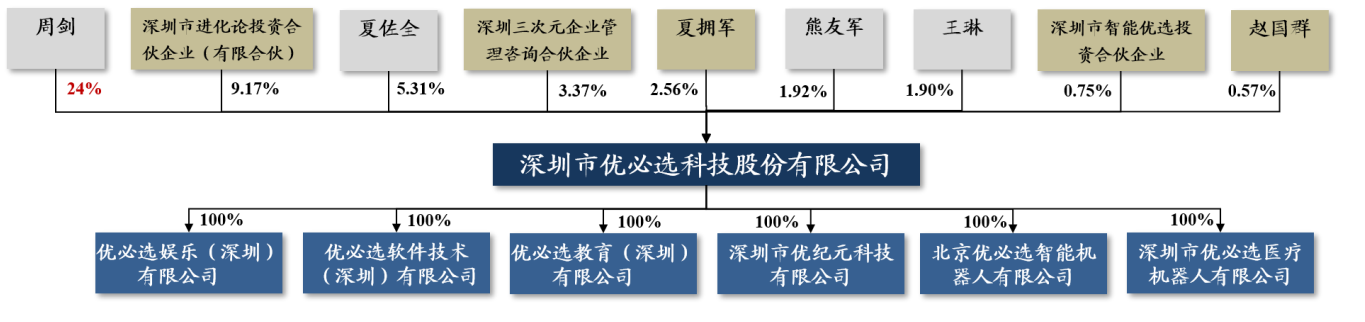 周剑
深圳市进化论投资合
伙企业（有限合伙）
夏佐全
深圳三次元企业管
理咨询合伙企业
夏拥军
熊友军
王琳
深圳市智能优选投
资合伙企业
赵国群
24%
9.17%
5.31%
3.37%
2.56%
1.92%
1.90%
0.75%
0.57%
深圳市优必选科技股份有限公司
100%
100%
100%
100%
100%
100%
优必选娱乐（深圳）
有限公司
优必选软件技术
（深圳）有限公司
优必选教育（深圳）
有限公司
深圳市优纪元科技
有限公司
北京优必选智能机
器人有限公司
深圳市优必选医疗
机器人有限公司